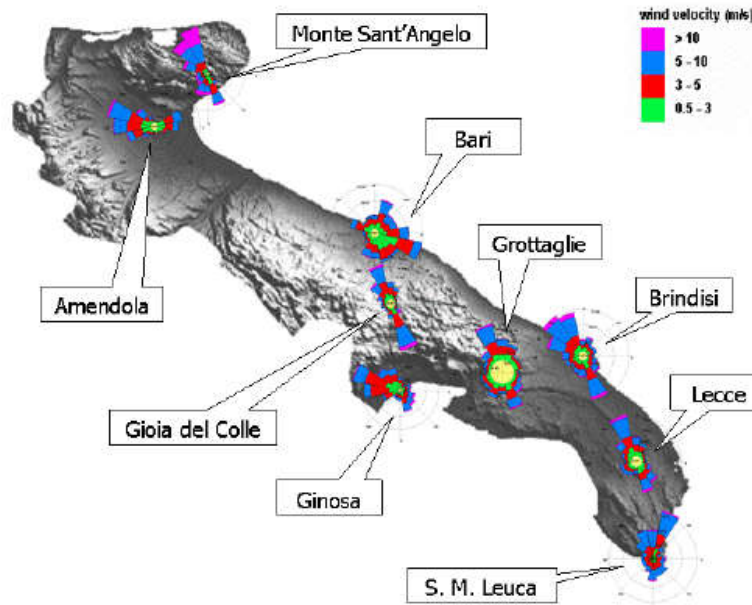 wind velocity (m/s)
> 10
5 - 10
3 - 5
0.5 - 3
Monte Sant'Angelo
Bari
Grottaglie
Amendola
Brindisi
Lecce
Gioia del Colle
Ginosa
S. M. Leuca